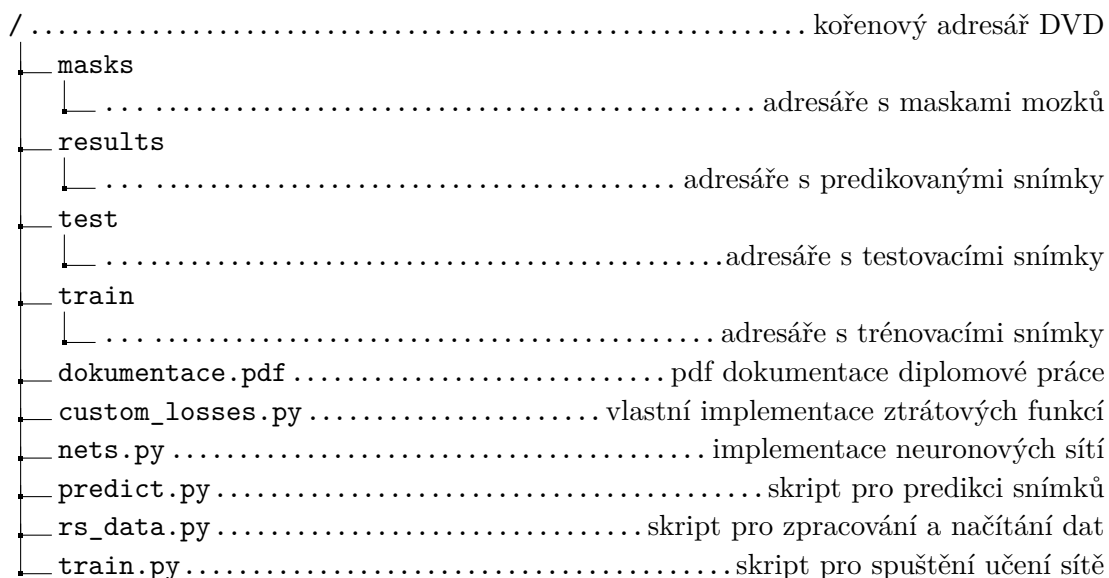 / . . . . . . . . . . . . . . . . . . . . . . . . . . . . . . . . . . . . . . . . . . . . . . . . . . . . . . . . . . kořenový adresář DVD
masks
... . . . . . . . . . . . . . . . . . . . . . . . . . . . . . . . . . . . . . . . . . . . . . adresáře s maskami mozků
results
... . . . . . . . . . . . . . . . . . . . . . . . . . . . . . . . . . . . . . . . adresáře s predikovanými snímky
test
... . . . . . . . . . . . . . . . . . . . . . . . . . . . . . . . . . . . . . . . . adresáře s testovacími snímky
train
... . . . . . . . . . . . . . . . . . . . . . . . . . . . . . . . . . . . . . . . . . adresáře s trénovacími snímky
dokumentace.pdf . . . . . . . . . . . . . . . . . . . . . . . . . . . . pdf dokumentace diplomové práce
custom_losses.py . . . . . . . . . . . . . . . . . . . . . . vlastní implementace ztrátových funkcí
nets.py . . . . . . . . . . . . . . . . . . . . . . . . . . . . . . . . . . . . . . . . implementace neuronových sítí
predict.py . . . . . . . . . . . . . . . . . . . . . . . . . . . . . . . . . . . . . . . . . skript pro predikci snímků
rs_data.py . . . . . . . . . . . . . . . . . . . . . . . . . . . . . . . . skript pro zpracování a načítání dat
train.py . . . . . . . . . . . . . . . . . . . . . . . . . . . . . . . . . . . . . . . . . skript pro spuštění učení sítě